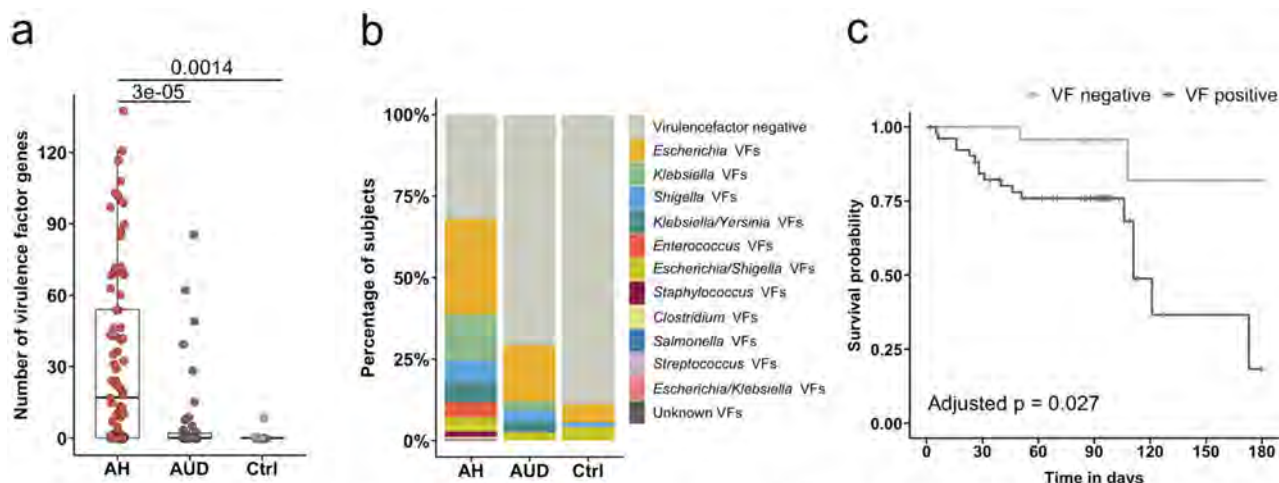 a
0.0014
3e-05
Number of virulence factor genes
120
90
60
30
0
AH
AUD
Ctrl
b
Percentage of subjects
100%
75%
50%
25%
0%
AH
AUD
Ctrl
Virulencefactor negative
Escherichia VFs
Klebsiella VFs
Shigella VFs
Klebsiella/Yersinia VFs
Enterococcus VFs
Escherichia/Shigella VFs
Staphylococcus VFs
Clostridium VFs
Salmonella VFs
Streptococcus VFs
Escherichia/Klebsiella VFs
Unknown VFs
c
VF negative
VF positive
Survival probability
1.00
0.75
0.50
0.25
0.00
Adjusted p = 0.027
0
30
60
90
120
150
180
Time in days